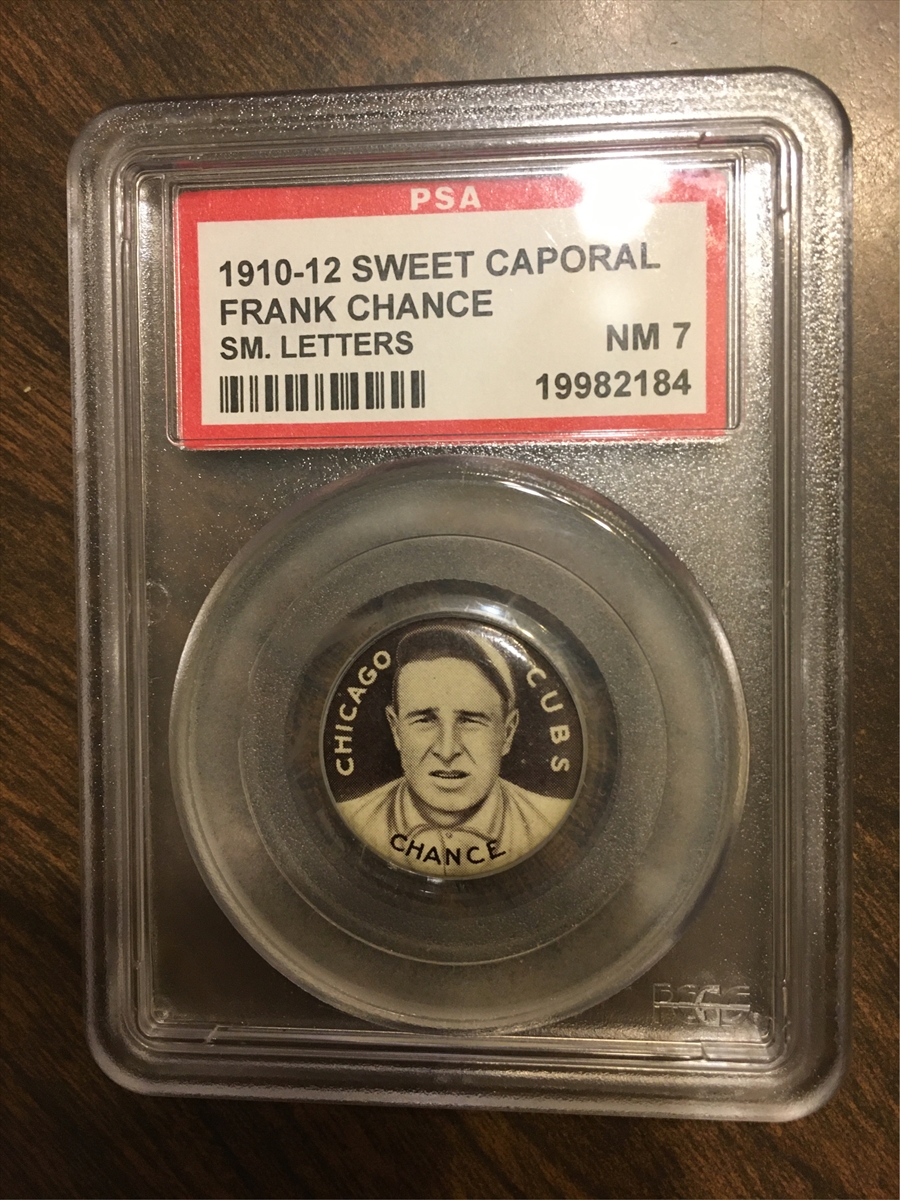 PSA
1910-12 SWEET CAPORAL
FRANK CHANCE
SM. LETTERS
NM 7
19982184
CHICAGO
CUBS
CHANCE